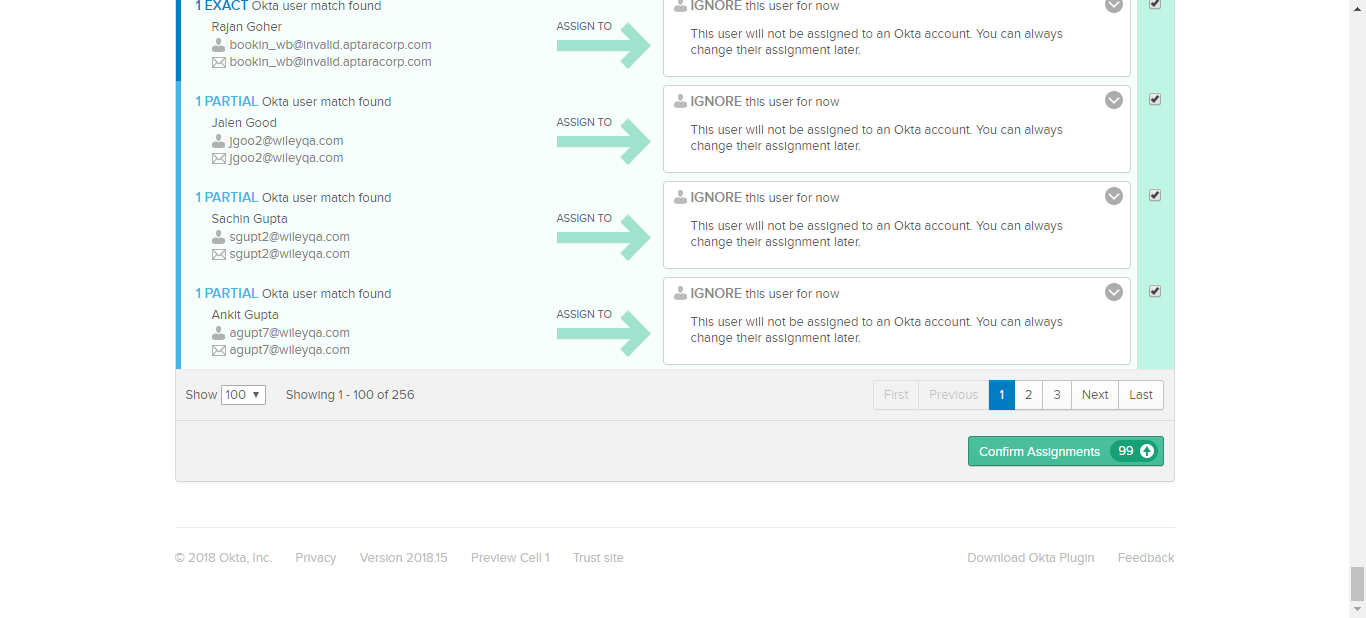 1 EXACT Okta user match found
Rajan Goher
bookin_wb@invalid.aptaracorp.com
bookin_wb@invalid.aptaracorp.com
ASSIGN TO
IGNORE this user for now
This user will not be assigned to an Okta account. You can always
change their assignment later.
1 PARTIAL Okta user match found
Jalen Good
jgoo2@wileyqa.com
jgoo2@wileyqa.com
ASSIGN TO
IGNORE this user for now
This user will not be assigned to an Okta account. You can always
change their assignment later.
1 PARTIAL Okta user match found
Sachin Gupta
sgupt2@wileyqa.com
sgupt2@wileyqa.com
ASSIGN TO
IGNORE this user for now
This user will not be assigned to an Okta account. You can always
change their assignment later.
1 PARTIAL Okta user match found
Ankit Gupta
agupt7@wileyqa.com
agupt7@wileyqa.com
ASSIGN TO
IGNORE this user for now
This user will not be assigned to an Okta account. You can always
change their assignment later.
Show 100 Showing 1 - 100 of 256
First Previous 1 2 3 Next Last
Confirm Assignments 99
© 2018 Okta, Inc. Privacy Version 2018.15 Preview Cell 1 Trust site Download Okta Plugin Feedback